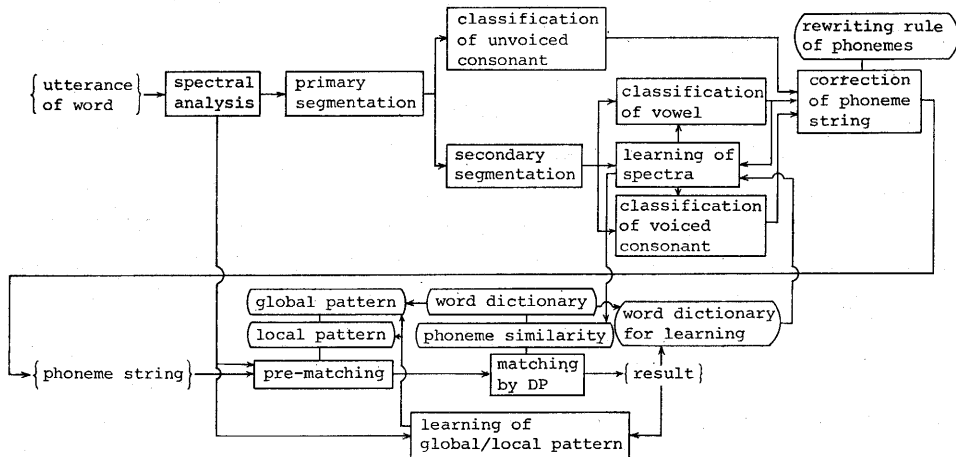 classification
of unvoiced
consonant
rewriting rule
of phonemes
{utterance
of word}
spectral
analysis
primary
segmentation
classification
of vowel
correction
of phoneme
string
secondary
segmentation
learning of
spectra
classification
of voiced
consonant
global pattern
word dictionary
local pattern
phoneme similarity
word dictionary
for learning
{phoneme string}
pre-matching
matching
by DP
{result}
learning of
global/local pattern